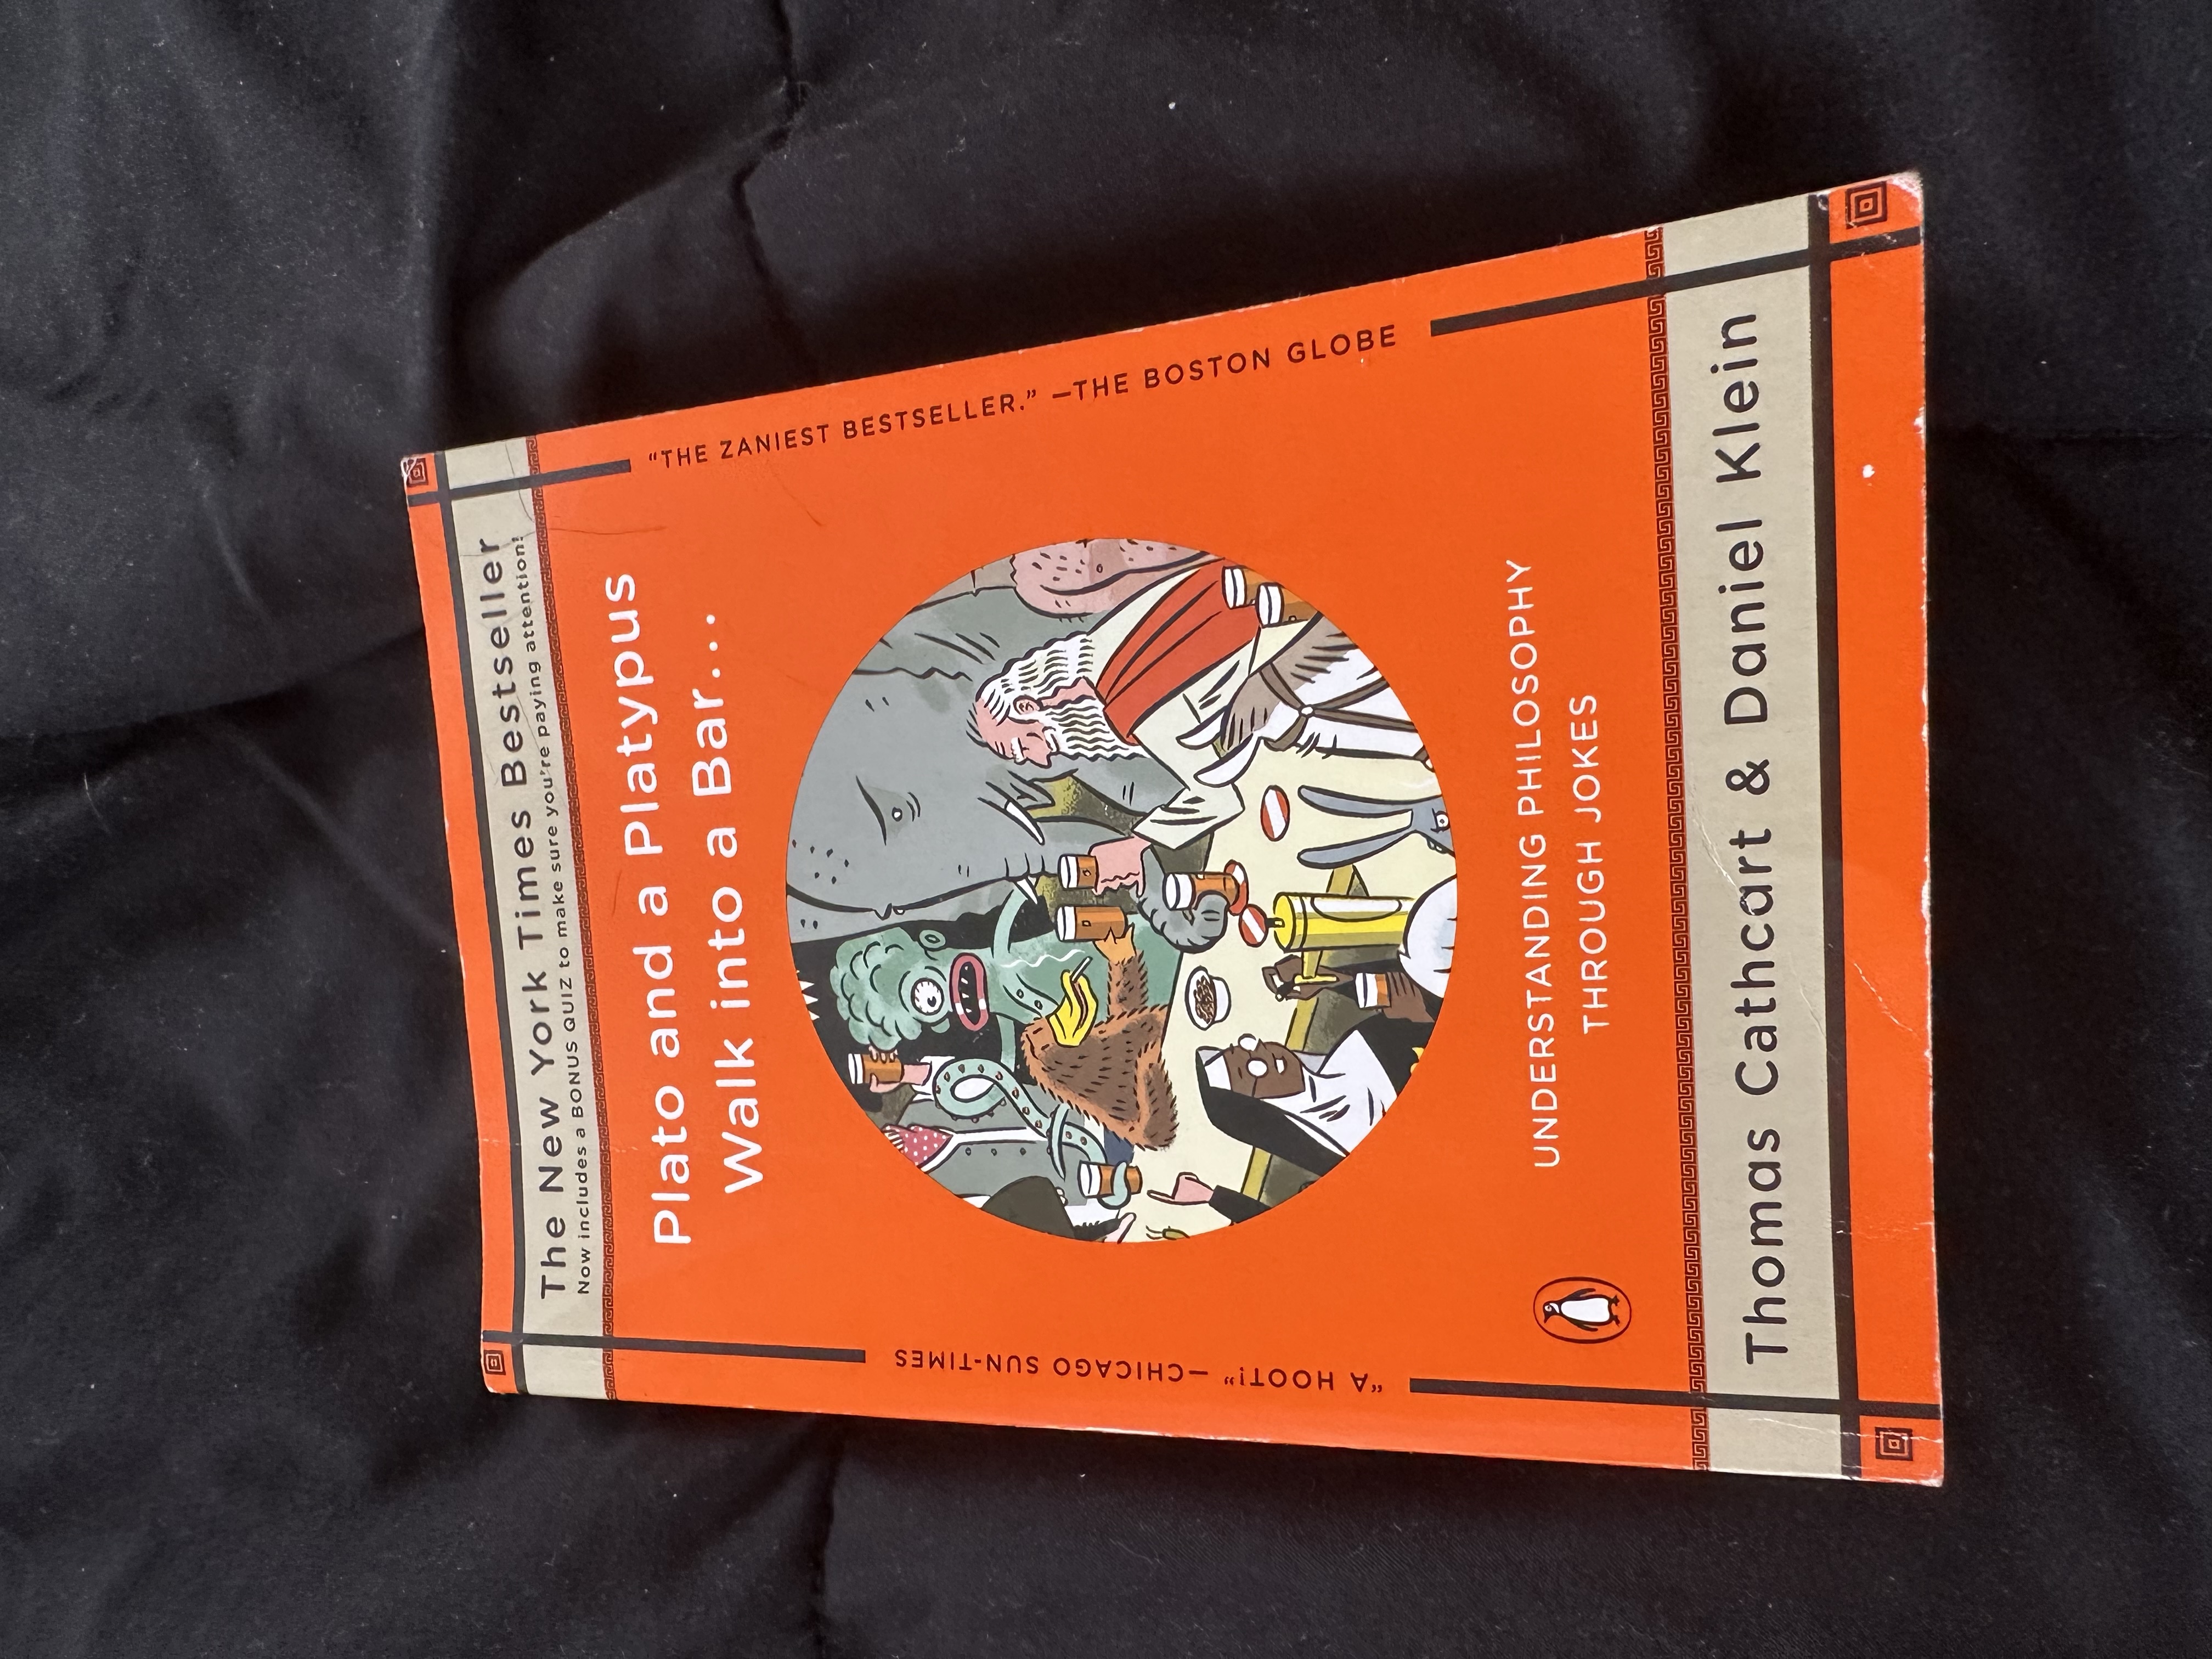 The New York Times Bestseller
Now includes a BONUS QUIZ to make sure you're paying attention!
Plato and a Platypus
Walk into a Bar...
"A HOOT!" —CHICAGO SUN-TIMES
"THE ZANIEST BESTSELLER." —THE BOSTON GLOBE
UNDERSTANDING PHILOSOPHY
THROUGH JOKES
Thomas Cathcart & Daniel Klein